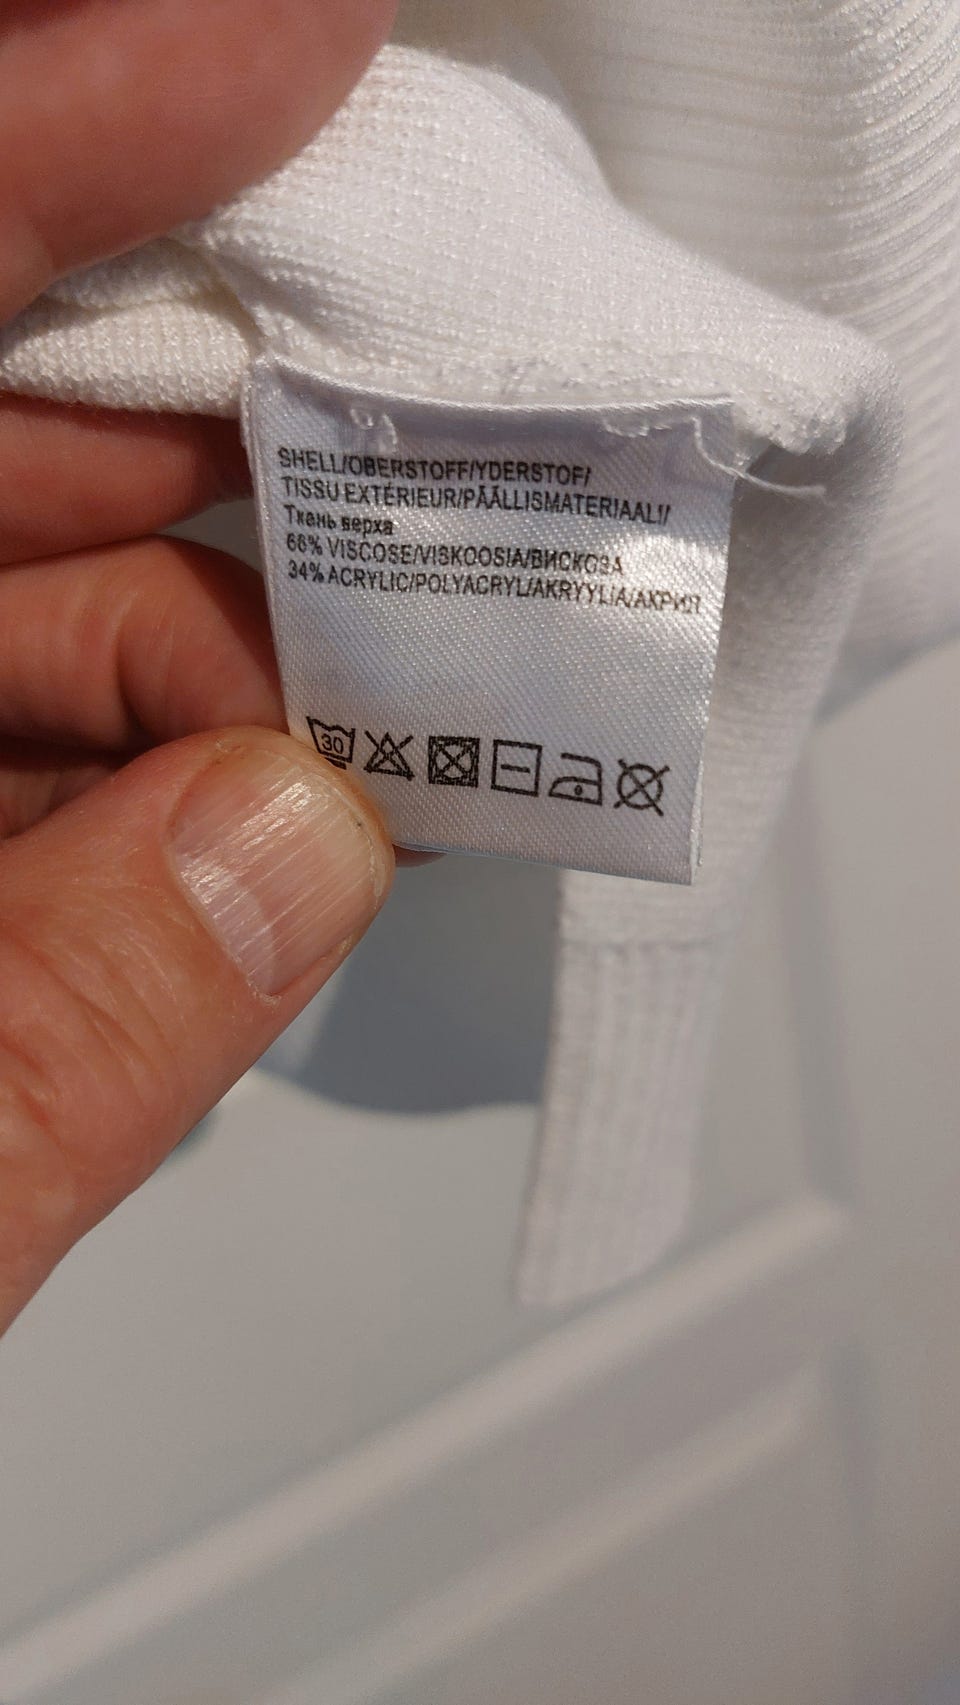 SHELL/OBERSTOFF/YDERSTOF/
TISSU EXTÉRIEUR/PÄÄLLISMATERIAALI/
Ткань верха
66% VISCOSE/VISKOOSIA/ВИСКОЗА
34% ACRYLIC/POLYACRYL/AKRYYLIA/АКРИЛ
30